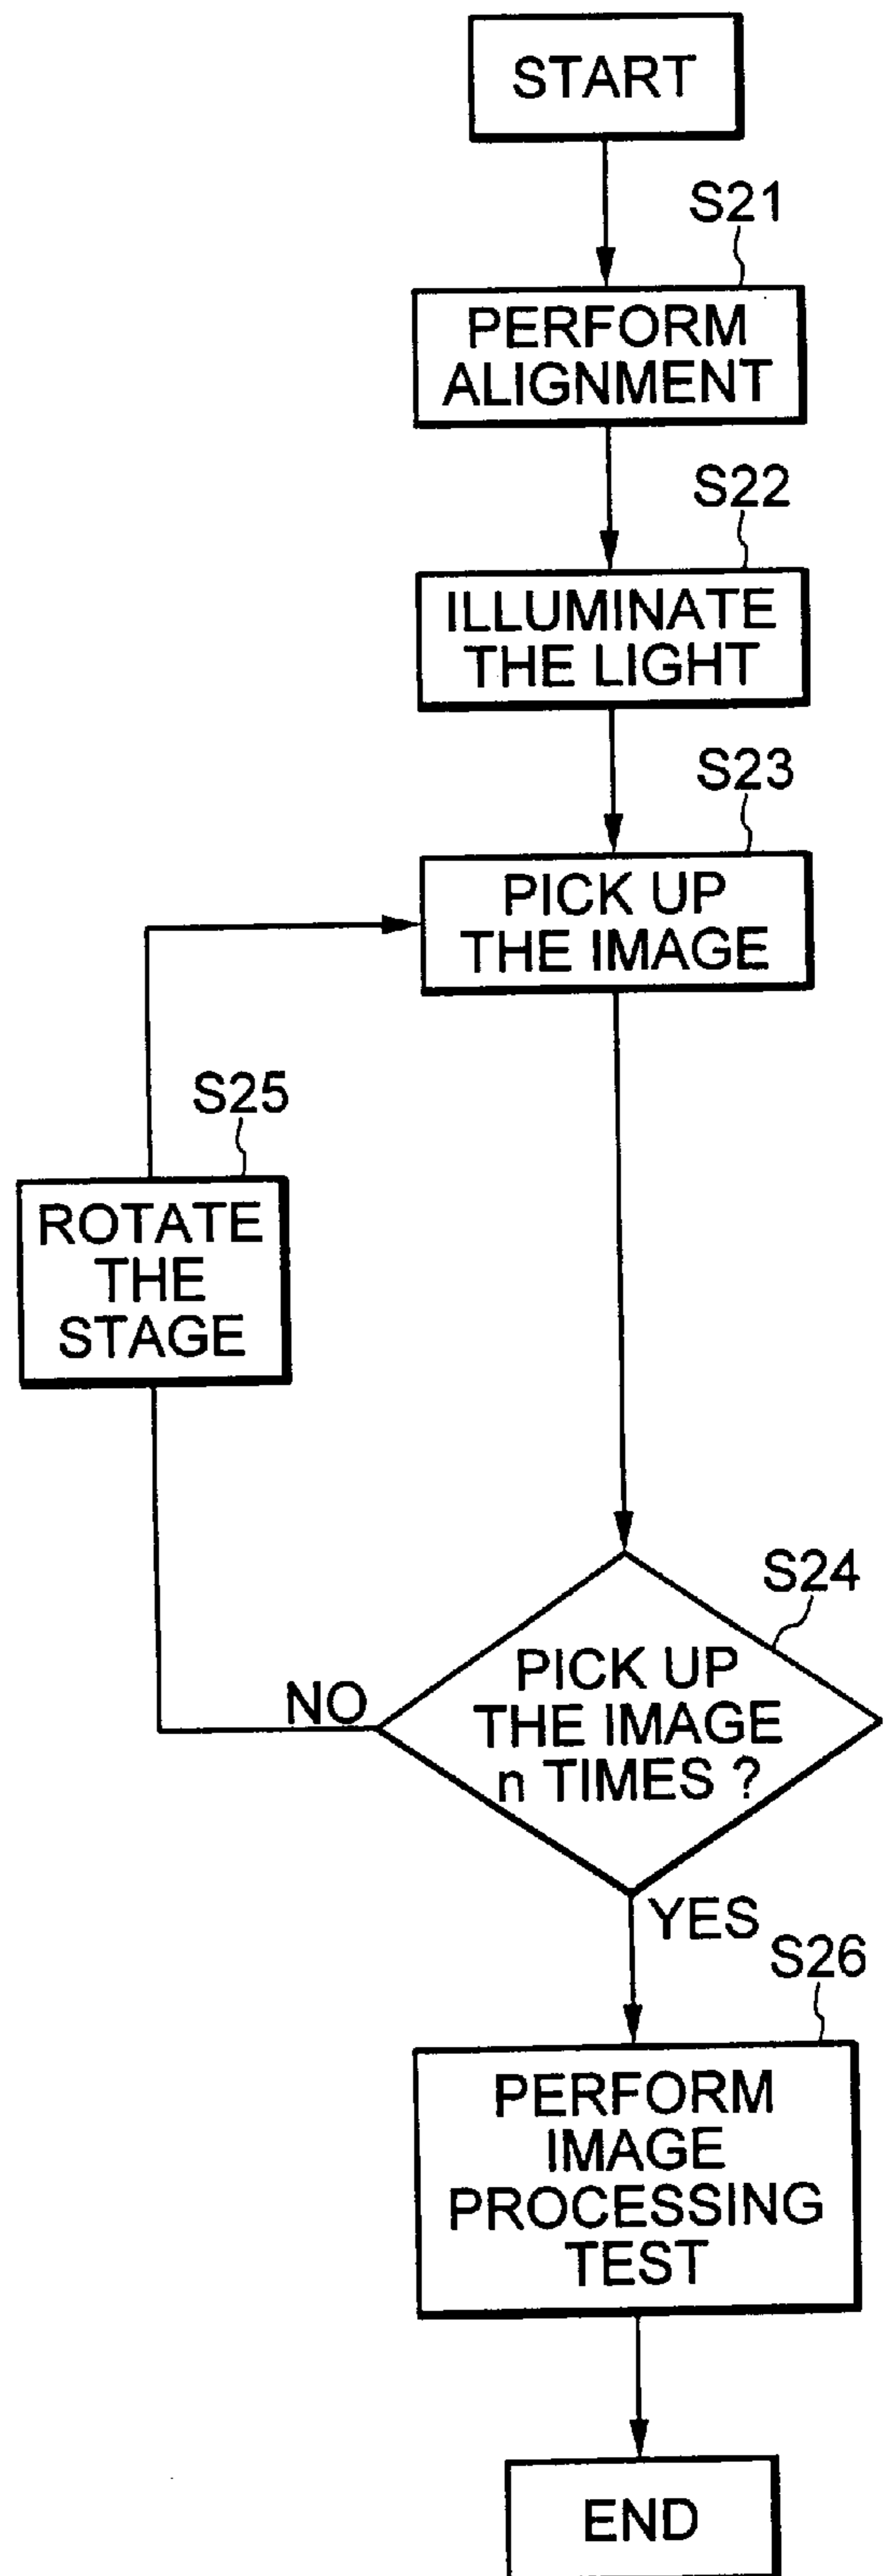 START
S21
PERFORM
ALIGNMENT
S22
ILLUMINATE
THE LIGHT
S23
PICK UP
THE IMAGE
S25
ROTATE
THE
STAGE
S24
PICK UP
THE IMAGE
n TIMES ?
NO
YES
S26
PERFORM
IMAGE
PROCESSING
TEST
END